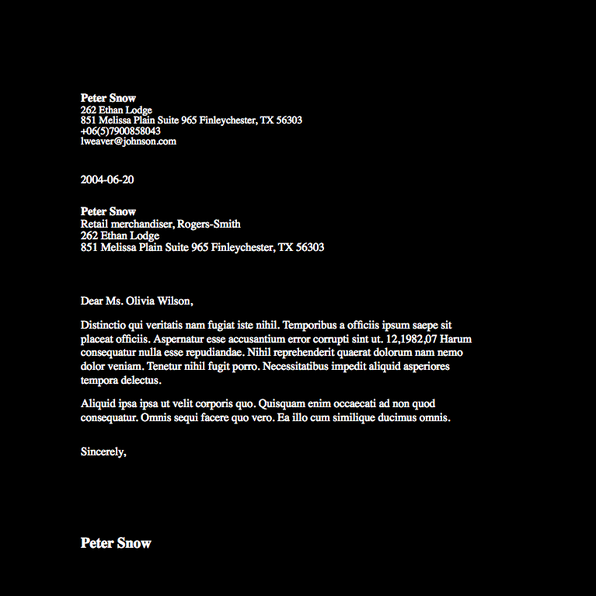 Peter Snow
262 Ethan Lodge
851 Melissa Plain Suite 965 Finleychester, TX 56303
+06(5)7900858043
lweaver@johnson.com
2004-06-20
Peter Snow
Retail merchandiser, Rogers-Smith
262 Ethan Lodge
851 Melissa Plain Suite 965 Finleychester, TX 56303
Dear Ms. Olivia Wilson,
Distinctio qui veritatis nam fugiat iste nihil. Temporibus a officiis ipsum saepe sit
placeat officiis. Aspernatur esse accusantium error corrupti sint ut. 12,1982,07 Harum
consequatur nulla esse repudiandae. Nihil reprehenderit quaerat dolorum nam nemo
dolor veniam. Tenetur nihil fugit porro. Necessitatibus impedit aliquid asperiores
tempora delectus.
Aliquid ipsa ipsa ut velit corporis quo. Quisquam enim occaecati ad non quod
consequatur. Omnis sequi facere quo vero. Ea illo cum similique ducimus omnis.
Sincerely,
Peter Snow